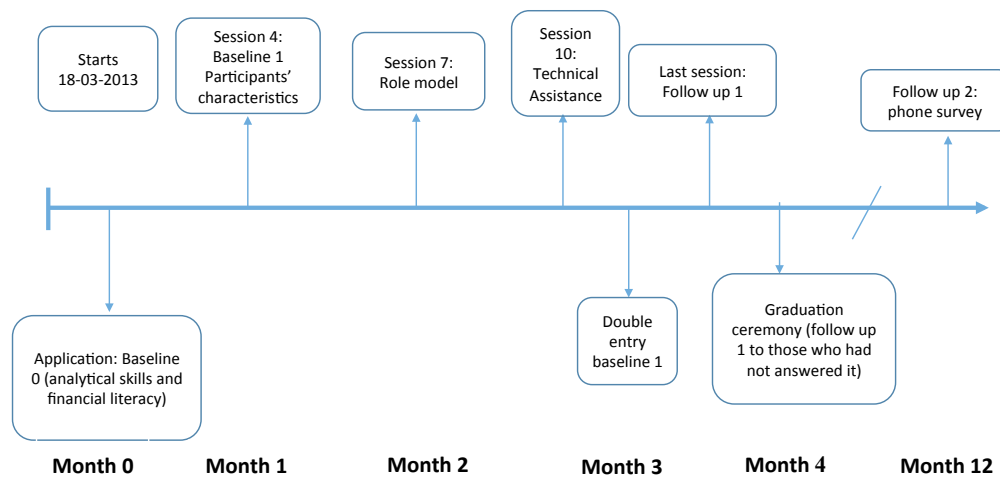 Starts
18-03-2013
Session 4:
Baseline 1
Participants'
characteristics
Session 7:
Role model
Session
10:
Technical
Assistance
Last session:
Follow up 1
Follow up 2:
phone survey
Application: Baseline
0 (analytical skills and
financial literacy)
Double
entry
baseline 1
Graduation
ceremony (follow up
1 to those who had
not answered it)
Month 0
Month 1
Month 2
Month 3
Month 4
Month 12